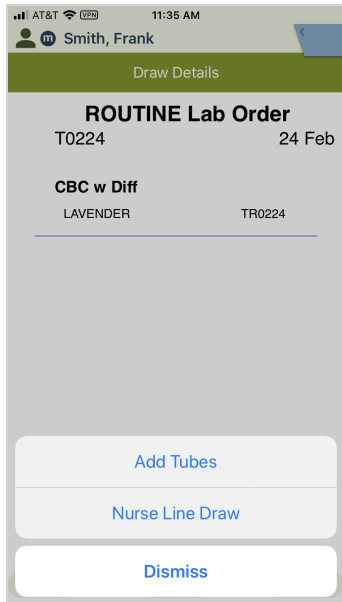 AT&T VPN 11:35 AM
m Smith, Frank
Draw Details
ROUTINE Lab Order
T0224 24 Feb
CBC w Diff
LAVENDER TR0224
Add Tubes
Nurse Line Draw
Dismiss